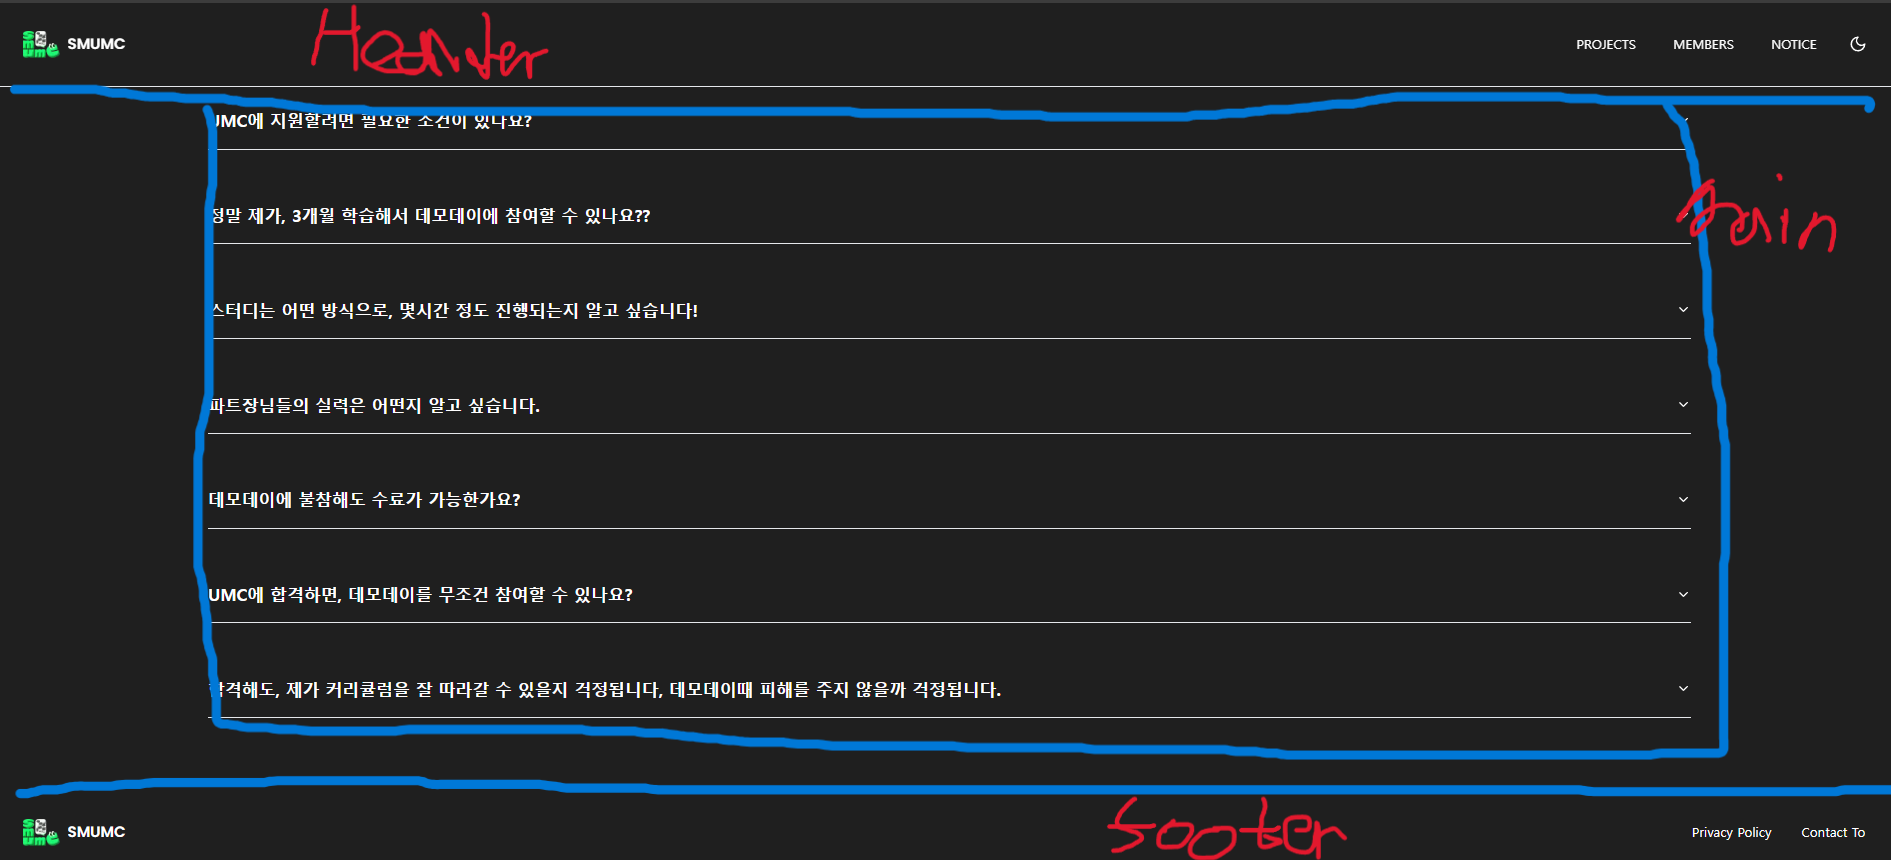 SMUMC
Header
PROJECTS MEMBERS NOTICE
UMC에 지원할려면 필요한 조건이 있나요?
정말 제가, 3개월 학습해서 데모데이에 참여할 수 있나요??
main
스터디는 어떤 방식으로, 몇시간 정도 진행되는지 알고 싶습니다!
파트장님들의 실력은 어떤지 알고 싶습니다.
데모데이에 불참해도 수료가 가능한가요?
UMC에 합격하면, 데모데이를 무조건 참여할 수 있나요?
합격해도, 제가 커리큘럼을 잘 따라갈 수 있을지 걱정됩니다, 데모데이때 피해를 주지 않을까 걱정됩니다.
SMUMC
footer
Privacy Policy Contact To